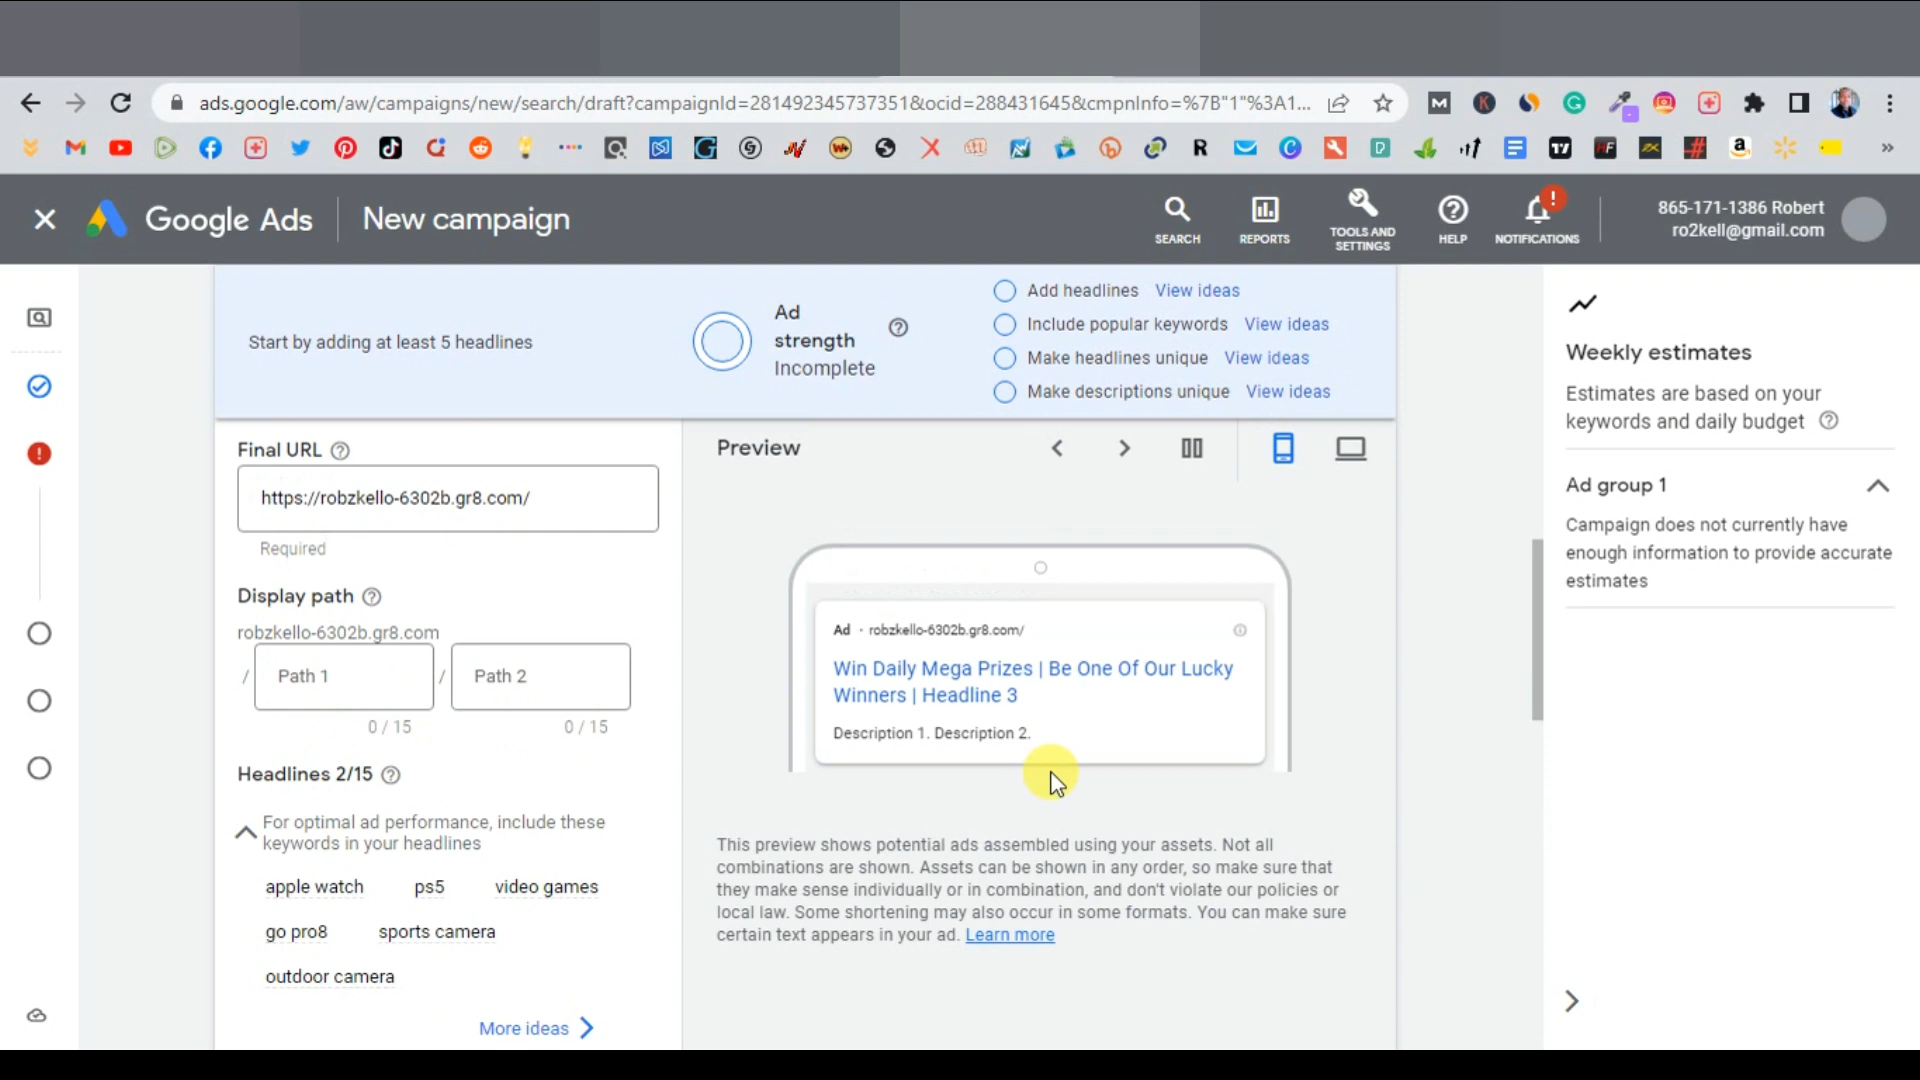 ads.google.com/aw/campaigns/new/search/draft?campaignId=281492345737351&ocid=288431645&cmpnInfo=%7B"1"%3A1...
Google Ads
New campaign
SEARCH
REPORTS
TOOLS AND
SETTINGS
HELP
NOTIFICATIONS
865-171-1386 Robert
ro2kell@gmail.com
Start by adding at least 5 headlines
Ad
strength
Incomplete
Add headlines View ideas
Include popular keywords View ideas
Make headlines unique View ideas
Make descriptions unique View ideas
Final URL
https://robzkello-6302b.gr8.com/
Required
Display path
robzkello-6302b.gr8.com
/ Path 1 / Path 2
0 / 15 0 / 15
Headlines 2/15
For optimal ad performance, include these
keywords in your headlines
apple watch ps5 video games
go pro8 sports camera
outdoor camera
More ideas
Preview
Ad · robzkello-6302b.gr8.com/
Win Daily Mega Prizes | Be One Of Our Lucky
Winners | Headline 3
Description 1. Description 2.
This preview shows potential ads assembled using your assets. Not all
combinations are shown. Assets can be shown in any order, so make sure that
they make sense individually or in combination, and don't violate our policies or
local law. Some shortening may also occur in some formats. You can make sure
certain text appears in your ad. Learn more
Weekly estimates
Estimates are based on your
keywords and daily budget
Ad group 1
Campaign does not currently have
enough information to provide accurate
estimates